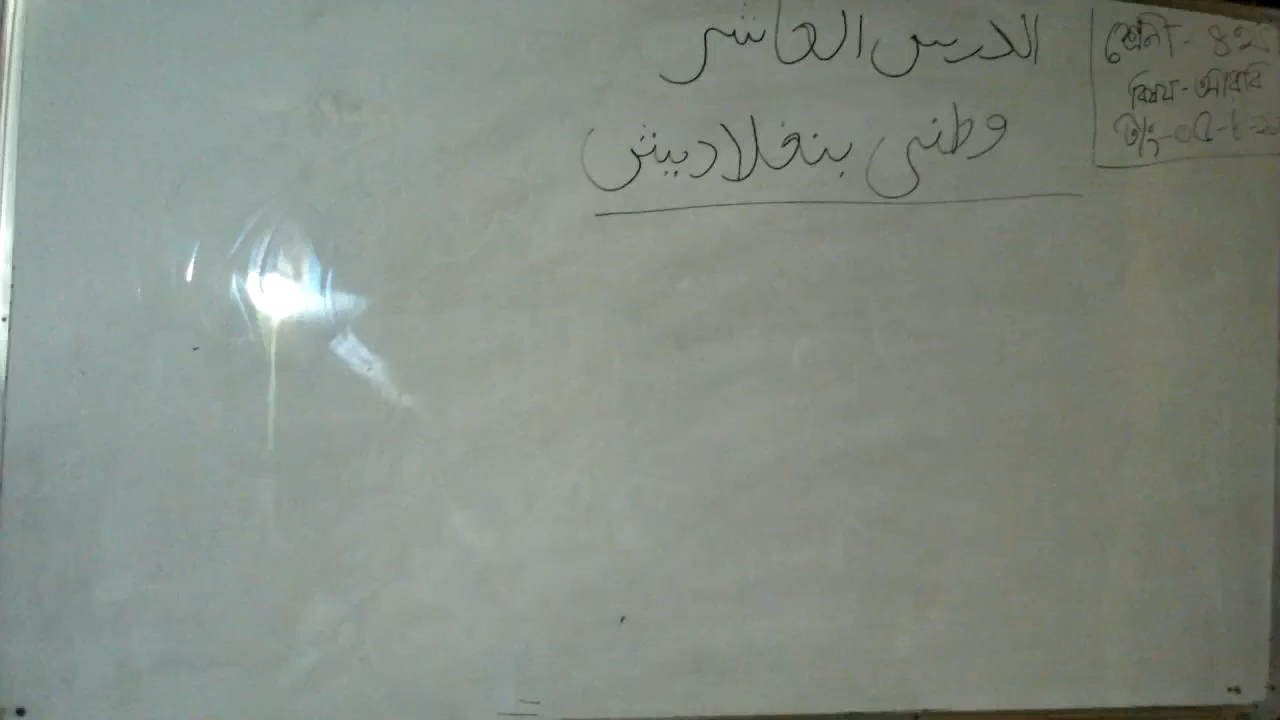 الدرس العاشر
وطني بنغلاديش
শ্রেণী - ৪র্থ
বিষয় - আরবি